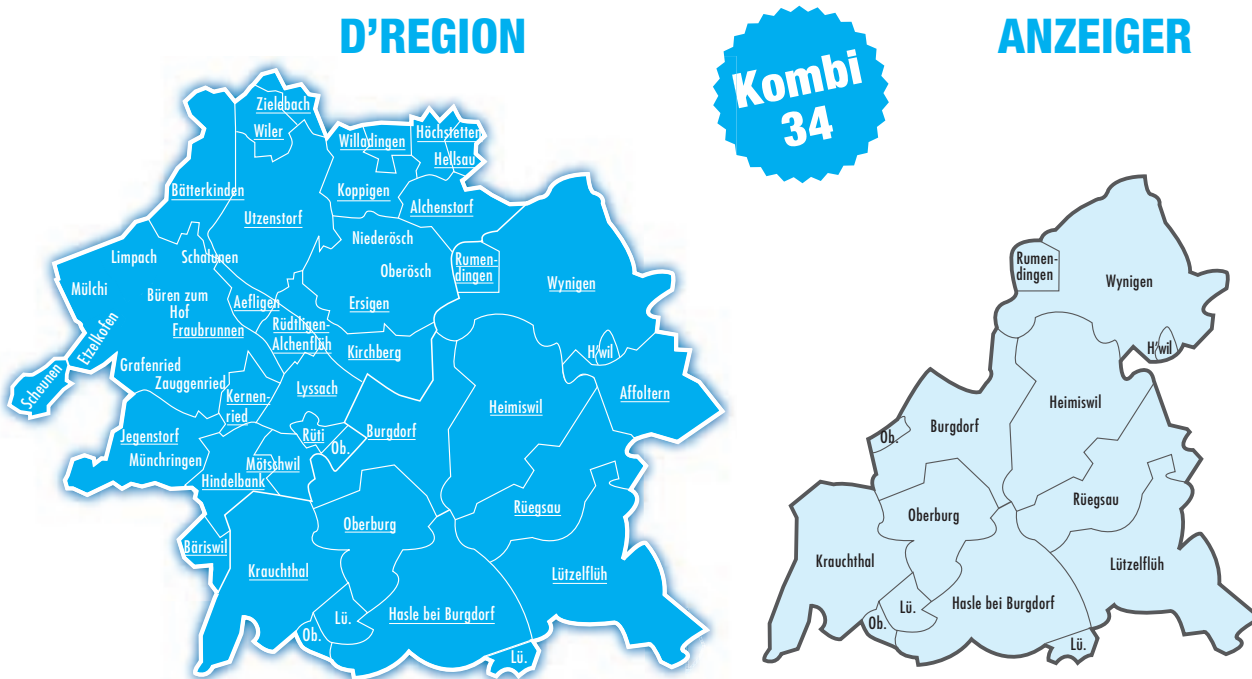 D'REGION
Kombi
34
ANZEIGER
Zielebach
Wiler
Willadingen
Höchstetten
Hellsau
Bätterkinden
Koppigen
Alchenstorf
Utzenstorf
Niederösch
Limpach
Schalunen
Oberösch
Rumen-
dingen
Wynigen
Mülchi
Büren zum
Hof
Aefligen
Ersigen
Fraubrunnen
Rüdtligen-
Alchenflüh
Etzelkofen
Kirchberg
H'wil
Grafenried
Scheunen
Zauggenried
Kernen-
ried
Lyssach
Heimiswil
Affoltern
Jegenstorf
Rüti
Burgdorf
Ob.
Münchringen
Mötschwil
Hindelbank
Oberburg
Rüegsau
Bäriswil
Krauchthal
Lützelflüh
Lü.
Hasle bei Burgdorf
Ob.
Lü.
Rumen-
dingen
Wynigen
H'wil
Heimiswil
Burgdorf
Ob.
Rüegsau
Oberburg
Krauchthal
Lützelflüh
Lü.
Hasle bei Burgdorf
Ob.
Lü.